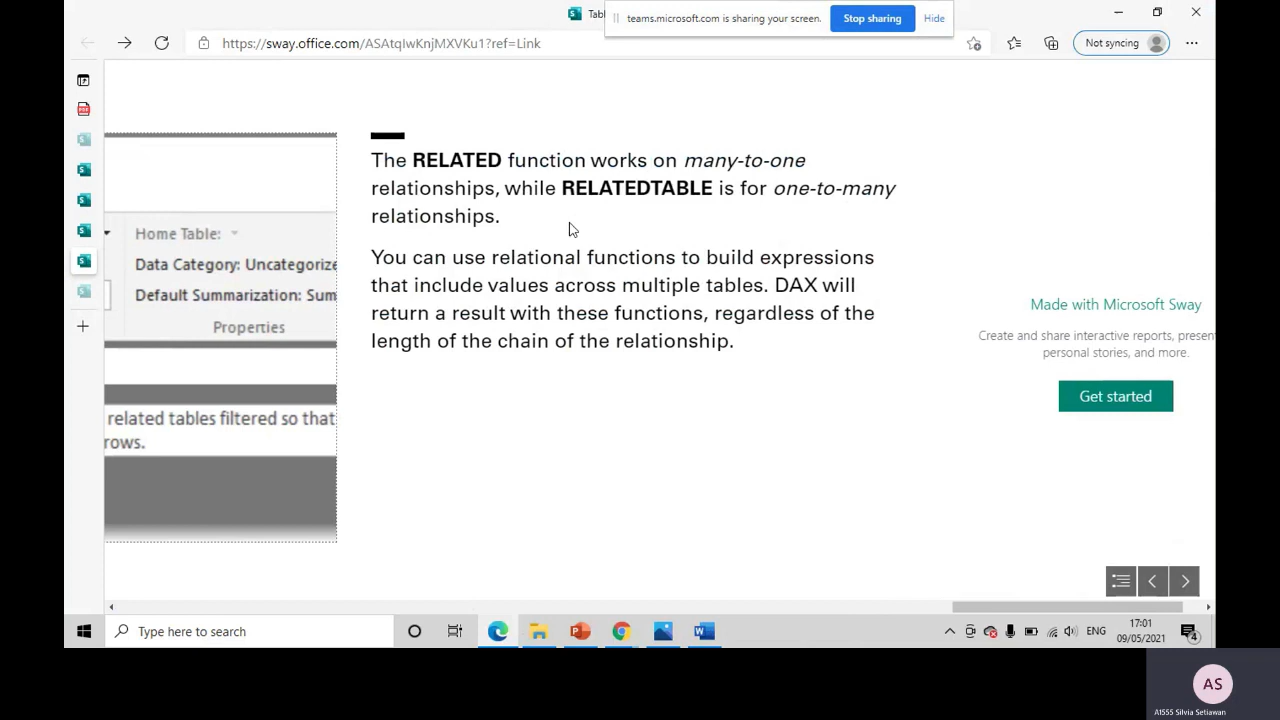 Tabl
teams.microsoft.com is sharing your screen.
Stop sharing
Hide
https://sway.office.com/ASAtqIwKnjMXVKu1?ref=Link
Not syncing
The RELATED function works on many-to-one
relationships, while RELATEDTABLE is for one-to-many
relationships.
You can use relational functions to build expressions
that include values across multiple tables. DAX will
return a result with these functions, regardless of the
length of the chain of the relationship.
Home Table:
Data Category: Uncategorize
Default Summarization: Sum
Properties
related tables filtered so that
rows.
Made with Microsoft Sway
Create and share interactive reports, present
personal stories, and more.
Get started
Type here to search
ENG
17:01
09/05/2021
4
AS
A1555 Silvia Setiawan